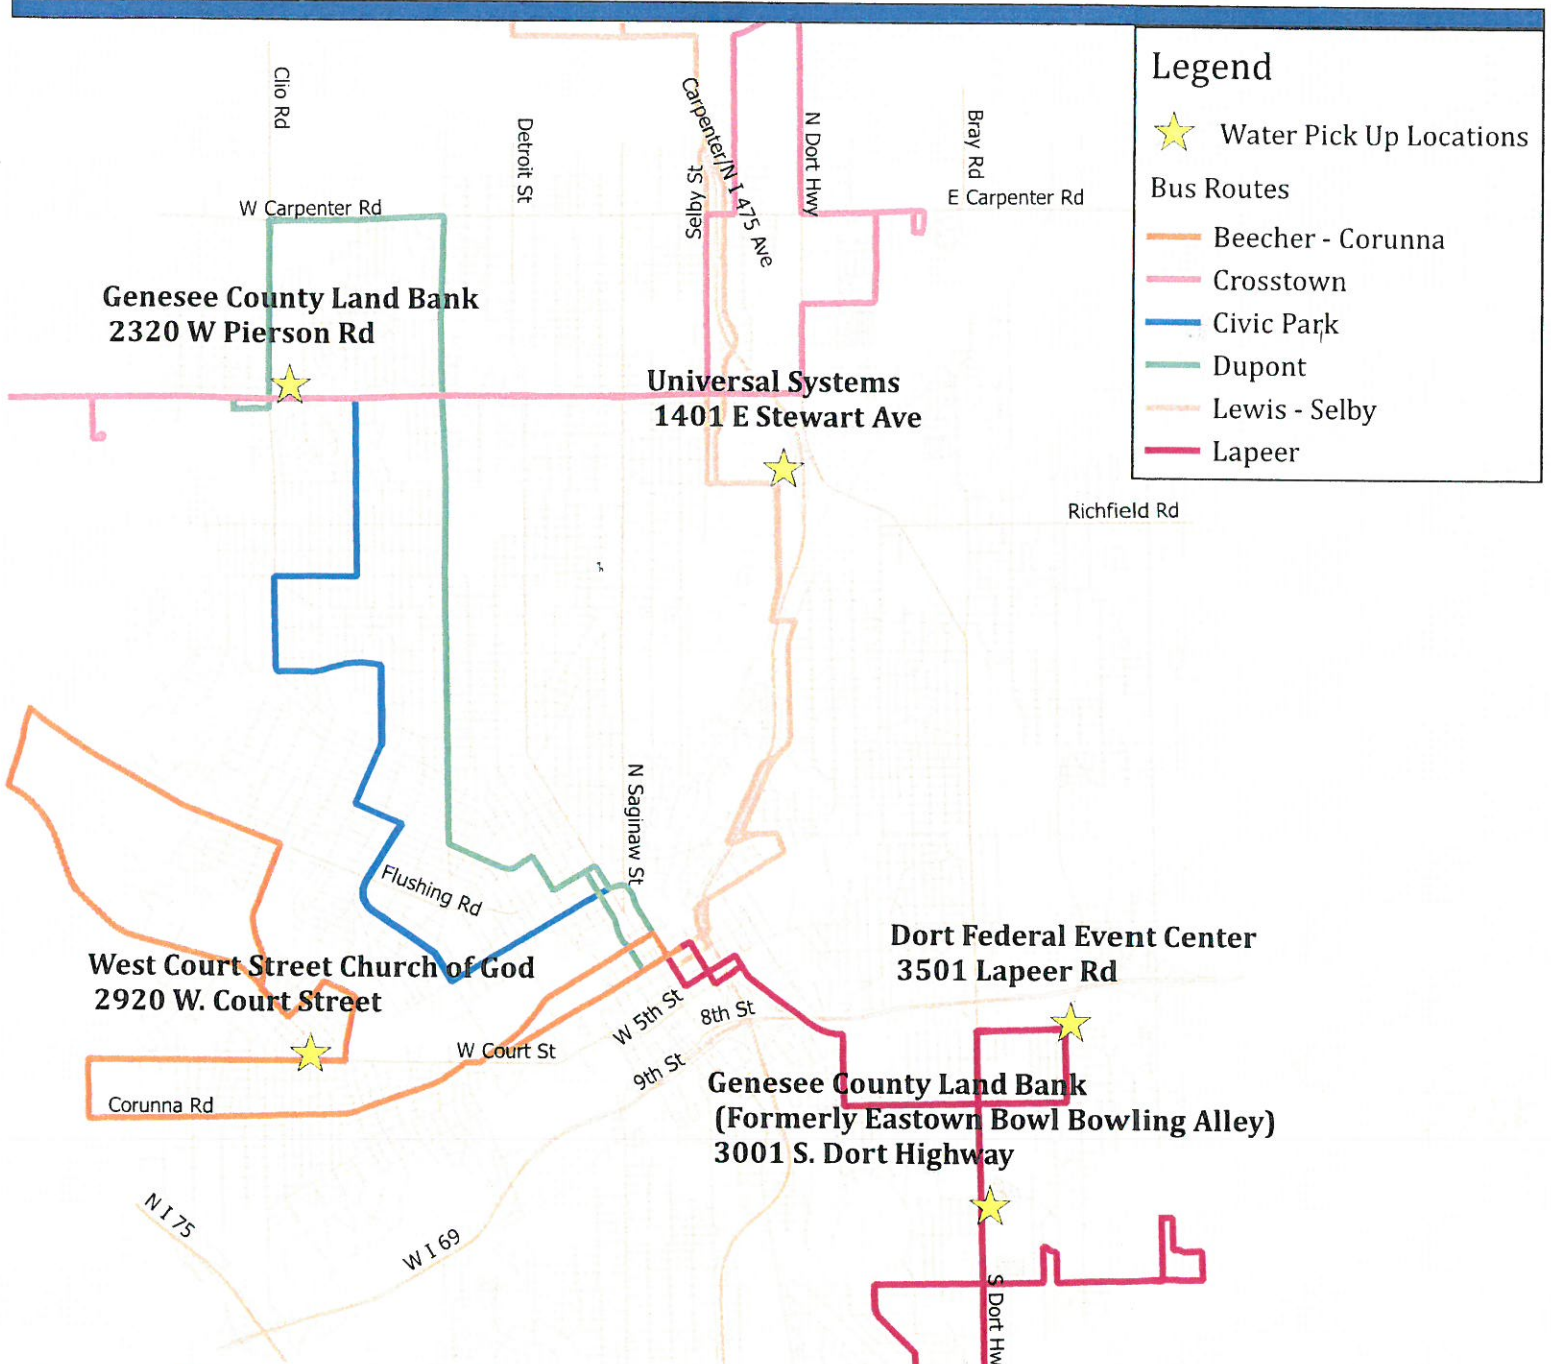 Legend
Water Pick Up Locations
Bus Routes
Beecher - Corunna
Crosstown
Civic Park
Dupont
Lewis - Selby
Lapeer
Clio Rd
Detroit St
Carpenter/N I 475 Ave
Selby St
N Dort Hwy
Bray Rd
W Carpenter Rd
E Carpenter Rd
Genesee County Land Bank
2320 W Pierson Rd
Universal Systems
1401 E Stewart Ave
Richfield Rd
N Saginaw St
Flushing Rd
West Court Street Church of God
2920 W. Court Street
Dort Federal Event Center
3501 Lapeer Rd
W 5th St
8th St
W Court St
9th St
Corunna Rd
Genesee County Land Bank
(Formerly Eastown Bowl Bowling Alley)
3001 S. Dort Highway
N I 75
W I 69
S Dort Hw